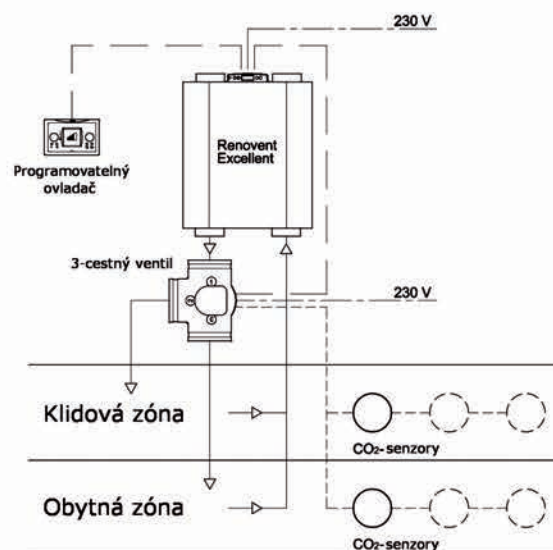 230 V
Renovent
Excellent
Programovatelný
ovladač
3-cestný ventil
230 V
Klidová zóna
CO₂-senzory
Obytná zóna
CO₂-senzory